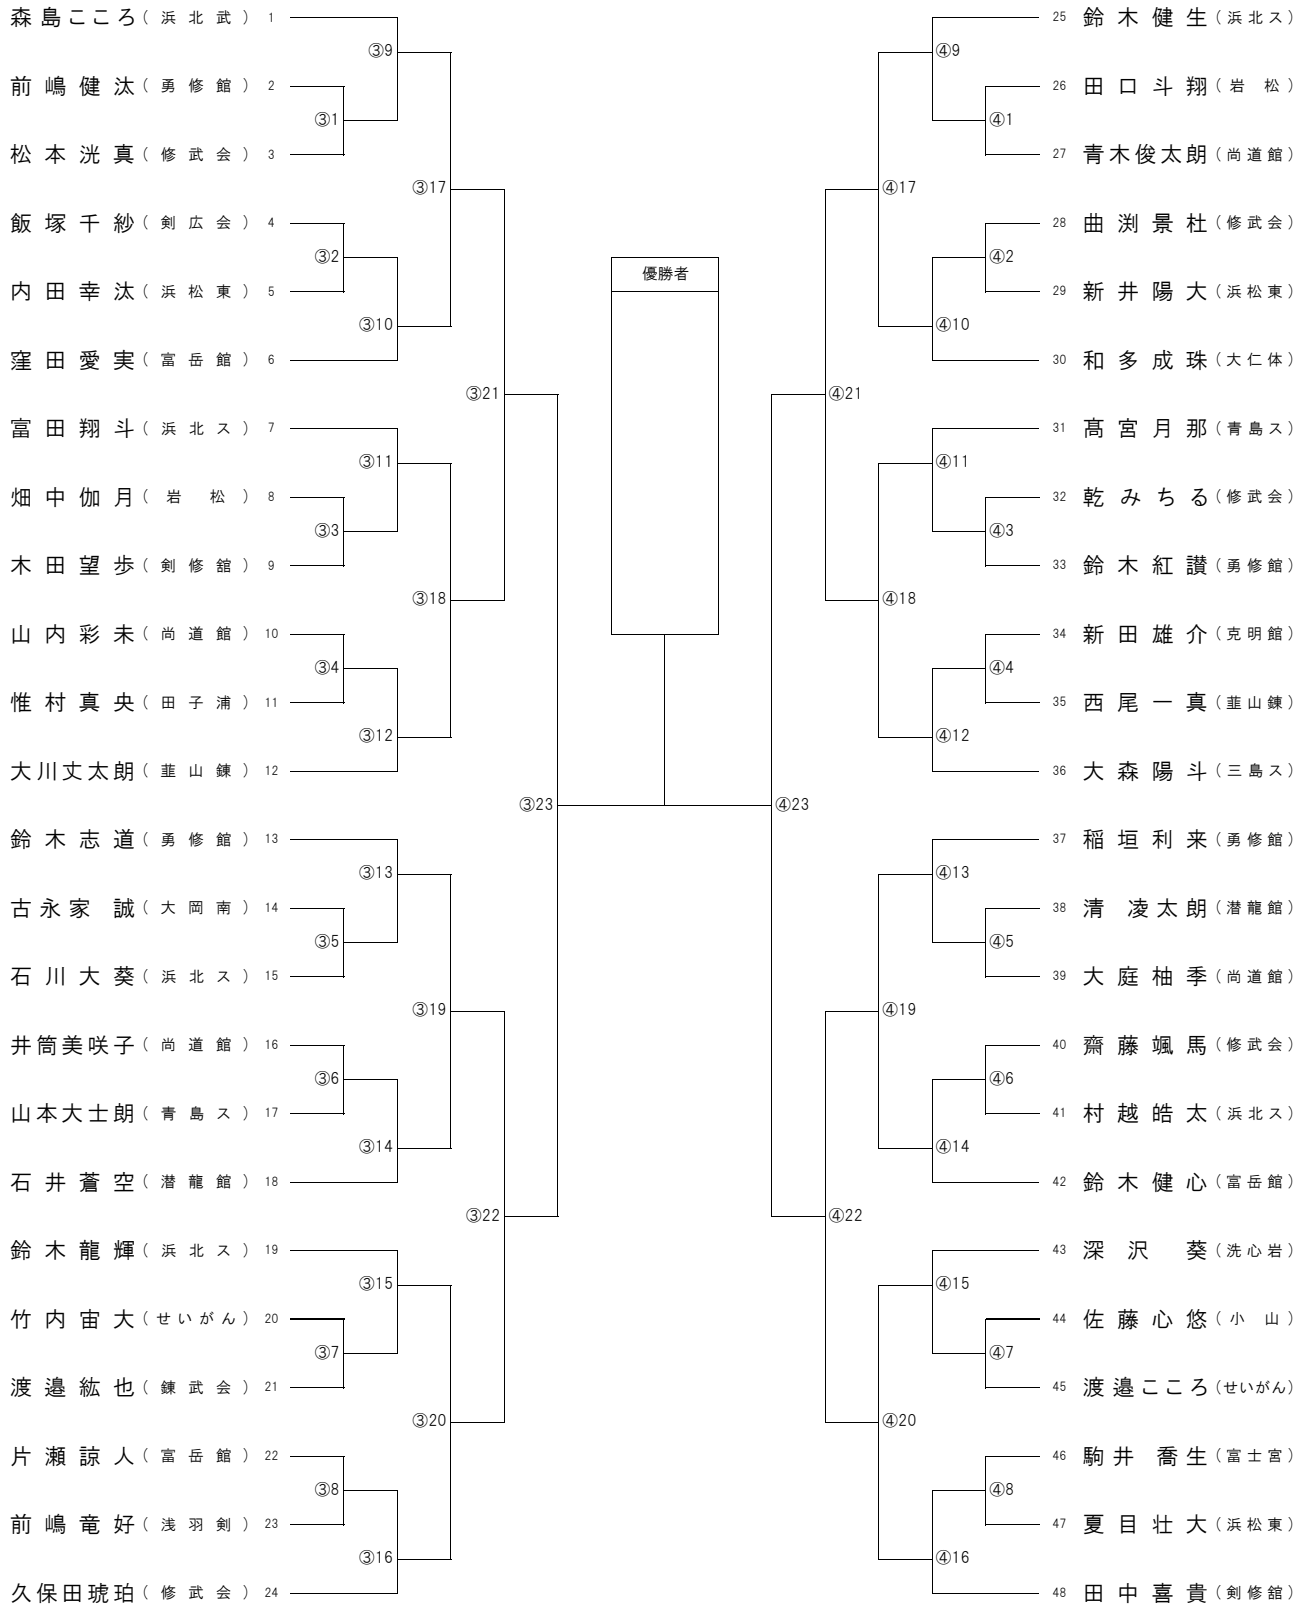 森島こころ（浜北武） 1
③9
前嶋健汰（勇修館） 2
③1
松本洸真（修武会） 3
③17
飯塚千紗（剣広会） 4
③2
内田幸汰（浜松東） 5
③10
窪田愛実（富岳館） 6
③21
富田翔斗（浜北ス） 7
③11
畑中伽月（岩松） 8
③3
木田望歩（剣修舘） 9
③18
山内彩未（尚道館） 10
③4
惟村真央（田子浦） 11
③12
大川丈太朗（韮山錬） 12
③23
鈴木志道（勇修館） 13
③13
古永家誠（大岡南） 14
③5
石川大葵（浜北ス） 15
③19
井筒美咲子（尚道館） 16
③6
山本大士朗（青島ス） 17
③14
石井蒼空（潜龍館） 18
③22
鈴木龍輝（浜北ス） 19
③15
竹内宙大（せいがん） 20
③7
渡邉紘也（錬武会） 21
③20
片瀬諒人（富岳館） 22
③8
前嶋竜好（浅羽剣） 23
③16
久保田琥珀（修武会） 24
優勝者
25 鈴木健生（浜北ス）
④9
26 田口斗翔（岩松）
④1
27 青木俊太朗（尚道館）
④17
28 曲渕景杜（修武会）
④2
29 新井陽大（浜松東）
④10
30 和多成珠（大仁体）
④21
31 髙宮月那（青島ス）
④11
32 乾みちる（修武会）
④3
33 鈴木紅讃（勇修館）
④18
34 新田雄介（克明館）
④4
35 西尾一真（韮山錬）
④12
36 大森陽斗（三島ス）
④23
37 稲垣利来（勇修館）
④13
38 清凌太朗（潜龍館）
④5
39 大庭柚季（尚道館）
④19
40 齋藤颯馬（修武会）
④6
41 村越皓太（浜北ス）
④14
42 鈴木健心（富岳館）
④22
43 深沢葵（洗心岩）
④15
44 佐藤心悠（小山）
④7
45 渡邉こころ（せいがん）
④20
46 駒井喬生（富士宮）
④8
47 夏目壮大（浜松東）
④16
48 田中喜貴（剣修舘）